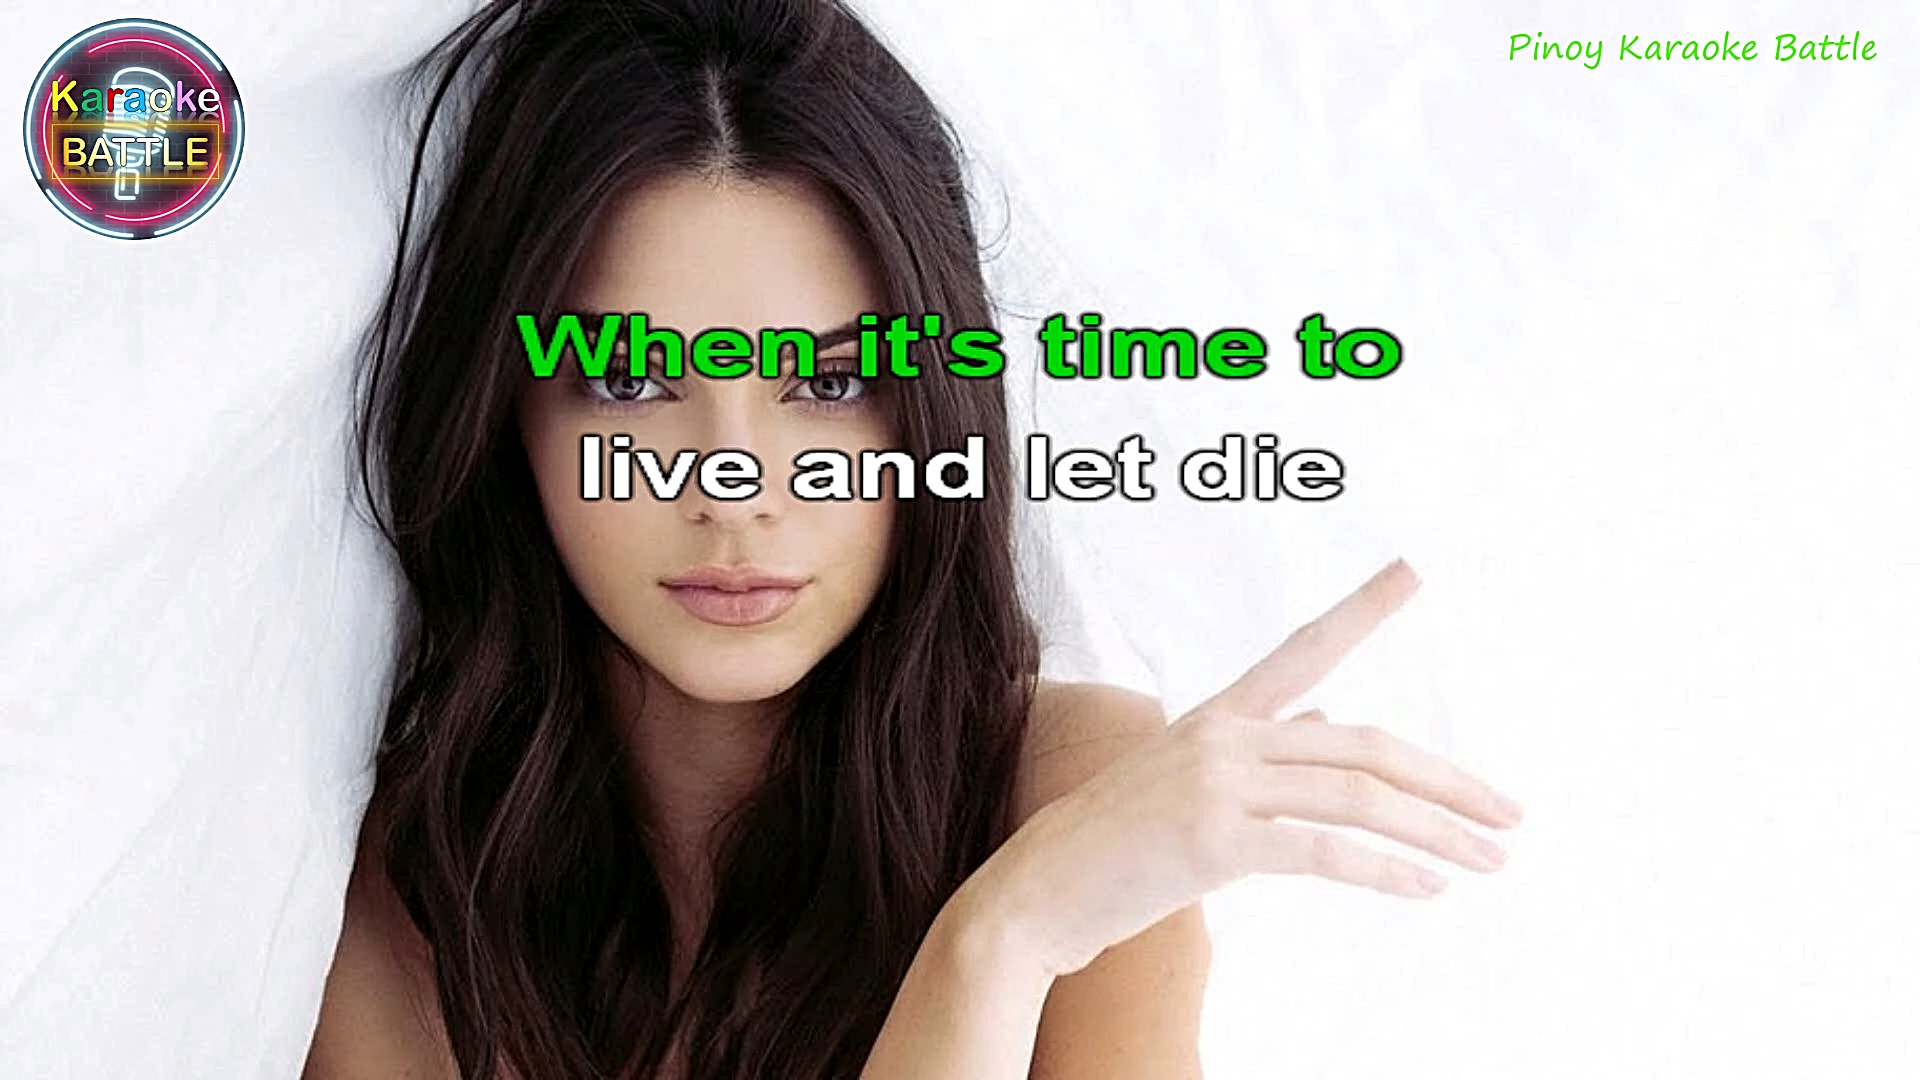 Karaoke
BATTLE
Pinoy Karaoke Battle
When it's time to
live and let die